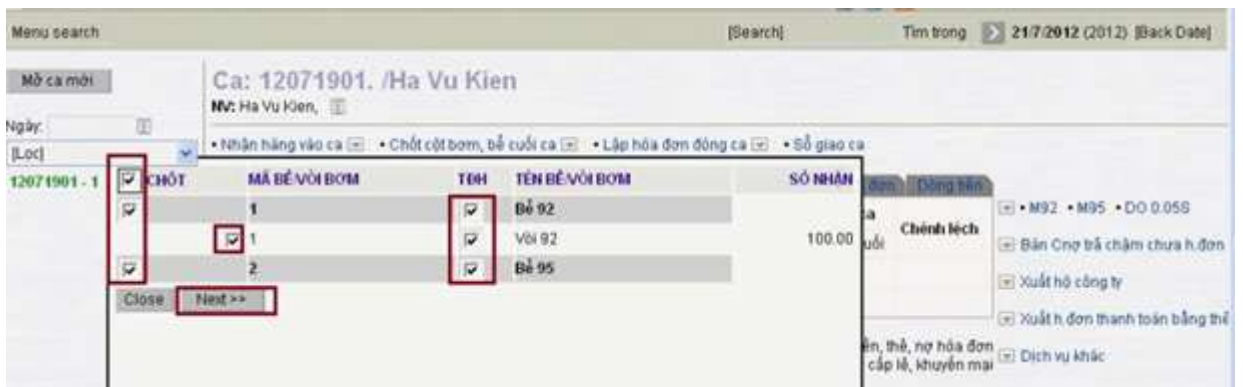 Menu search [Search] Tìm trong 21/7/2012 (2012) [Back Date]
Mở ca mới
Ca: 12071901. /Ha Vu Kien
NV: Ha Vu Kien,
Ngày:
• Nhận hàng vào ca • Chốt cột bơm, bể cuối ca • Lập hóa đơn đóng ca • Sổ giao ca
[Lọc]
12071901 - 1 CHỐT MÃ BỂ/VÒI BƠM TĐH TÊN BỂ/VÒI BƠM SỐ NHẬN đơn Dòng tiền
1 Bể 92
• M92 • M95 • DO 0.05S
1 Vòi 92 100.00 uối Chênh lệch
Bán Cnợ trả chậm chưa h.đơn
2 Bể 95
Xuất hộ công ty
Close Next >>
Xuất h.đơn thanh toán bằng thẻ
thẻ, nợ hóa đơn
cấp lẻ, khuyến mại
Dịch vụ khác